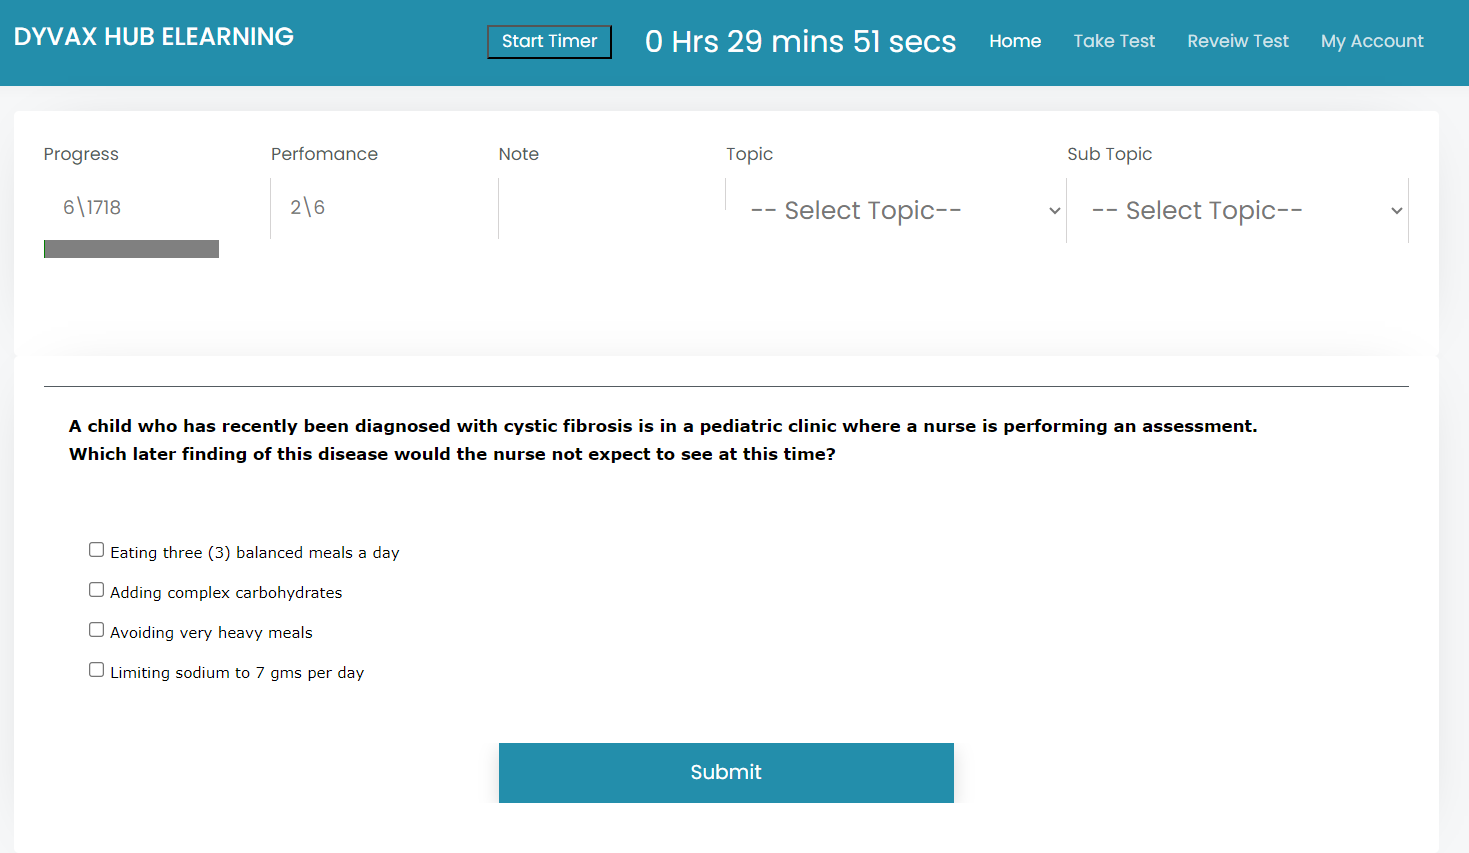 DYVAX HUB ELEARNING
Start Timer
0 Hrs 29 mins 51 secs
Home
Take Test
Reveiw Test
My Account
Progress
Perfomance
Note
Topic
Sub Topic
6\1718
2\6
-- Select Topic--
-- Select Topic--
A child who has recently been diagnosed with cystic fibrosis is in a pediatric clinic where a nurse is performing an assessment.
Which later finding of this disease would the nurse not expect to see at this time?
Eating three (3) balanced meals a day
Adding complex carbohydrates
Avoiding very heavy meals
Limiting sodium to 7 gms per day
Submit